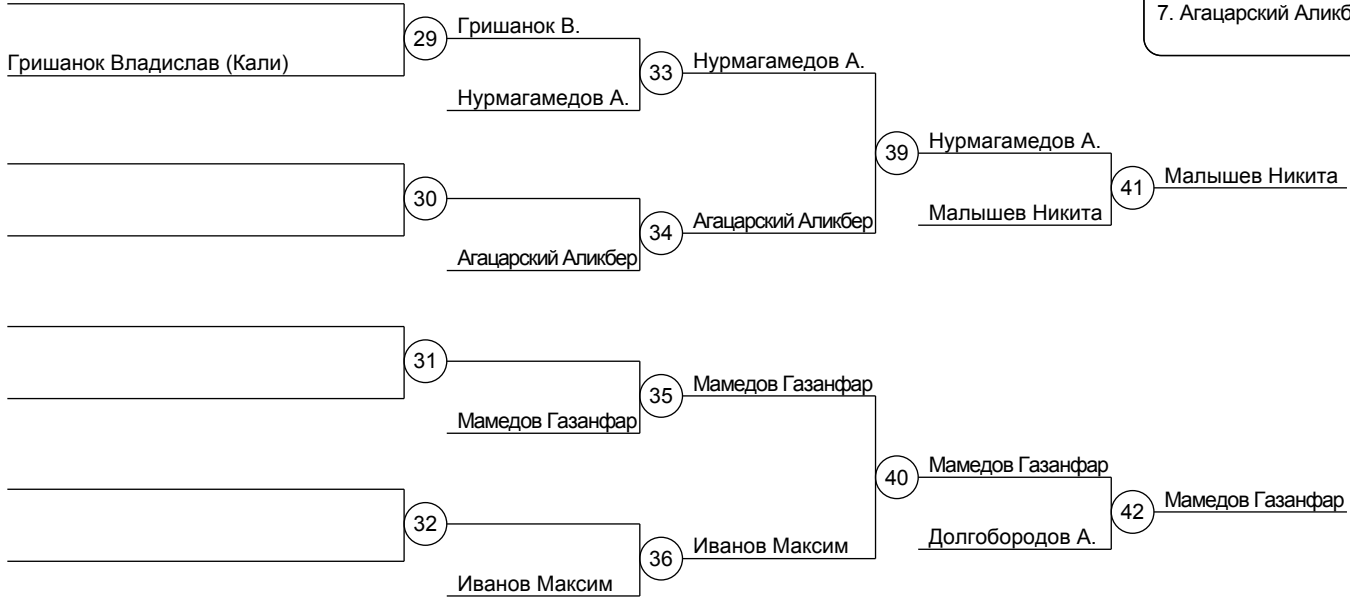 7. Агацарский Аликб
29
Гришанок В.
Гришанок Владислав (Кали)
33
Нурмагамедов А.
Нурмагамедов А.
39
Нурмагамедов А.
30
41
Малышев Никита
34
Агацарский Аликбер
Малышев Никита
Агацарский Аликбер
31
35
Мамедов Газанфар
Мамедов Газанфар
40
Мамедов Газанфар
32
42
Мамедов Газанфар
36
Иванов Максим
Долгобородов А.
Иванов Максим